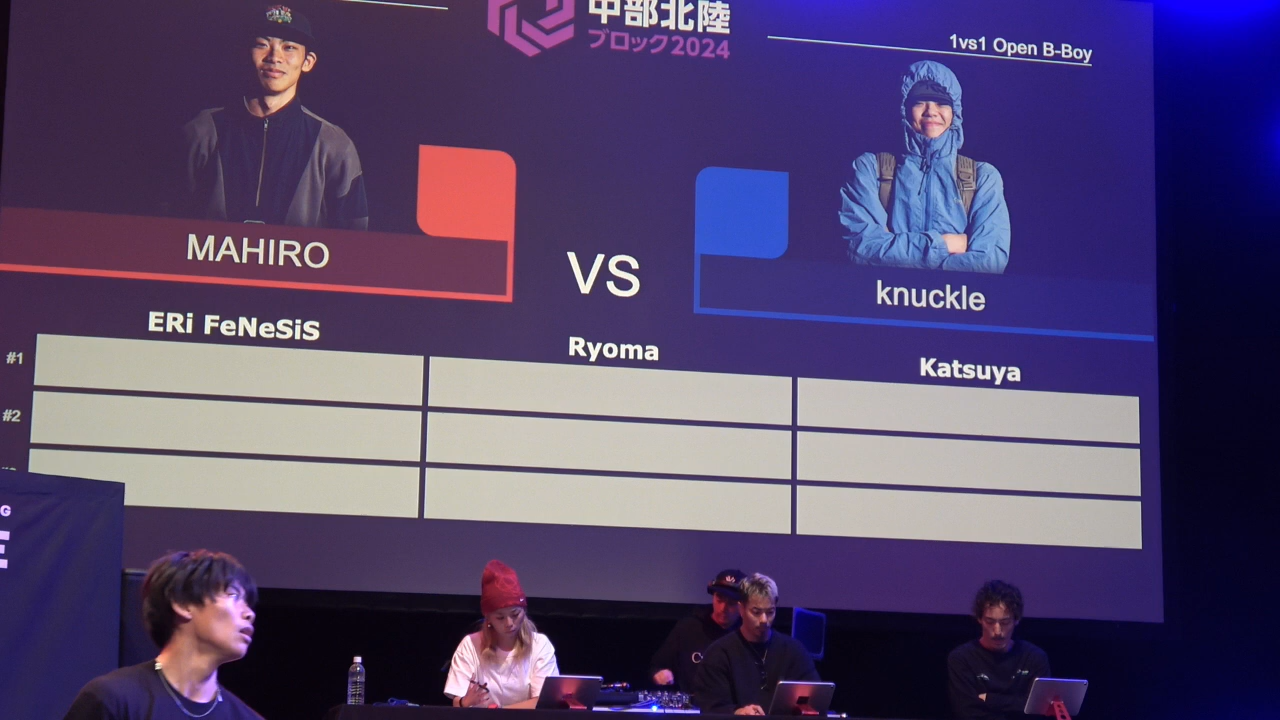 中部北陸
ブロック2024
1vs1 Open B-Boy
MAHIRO
VS
knuckle
ERi FeNeSiS
Ryoma
Katsuya
#1
#2
G
E